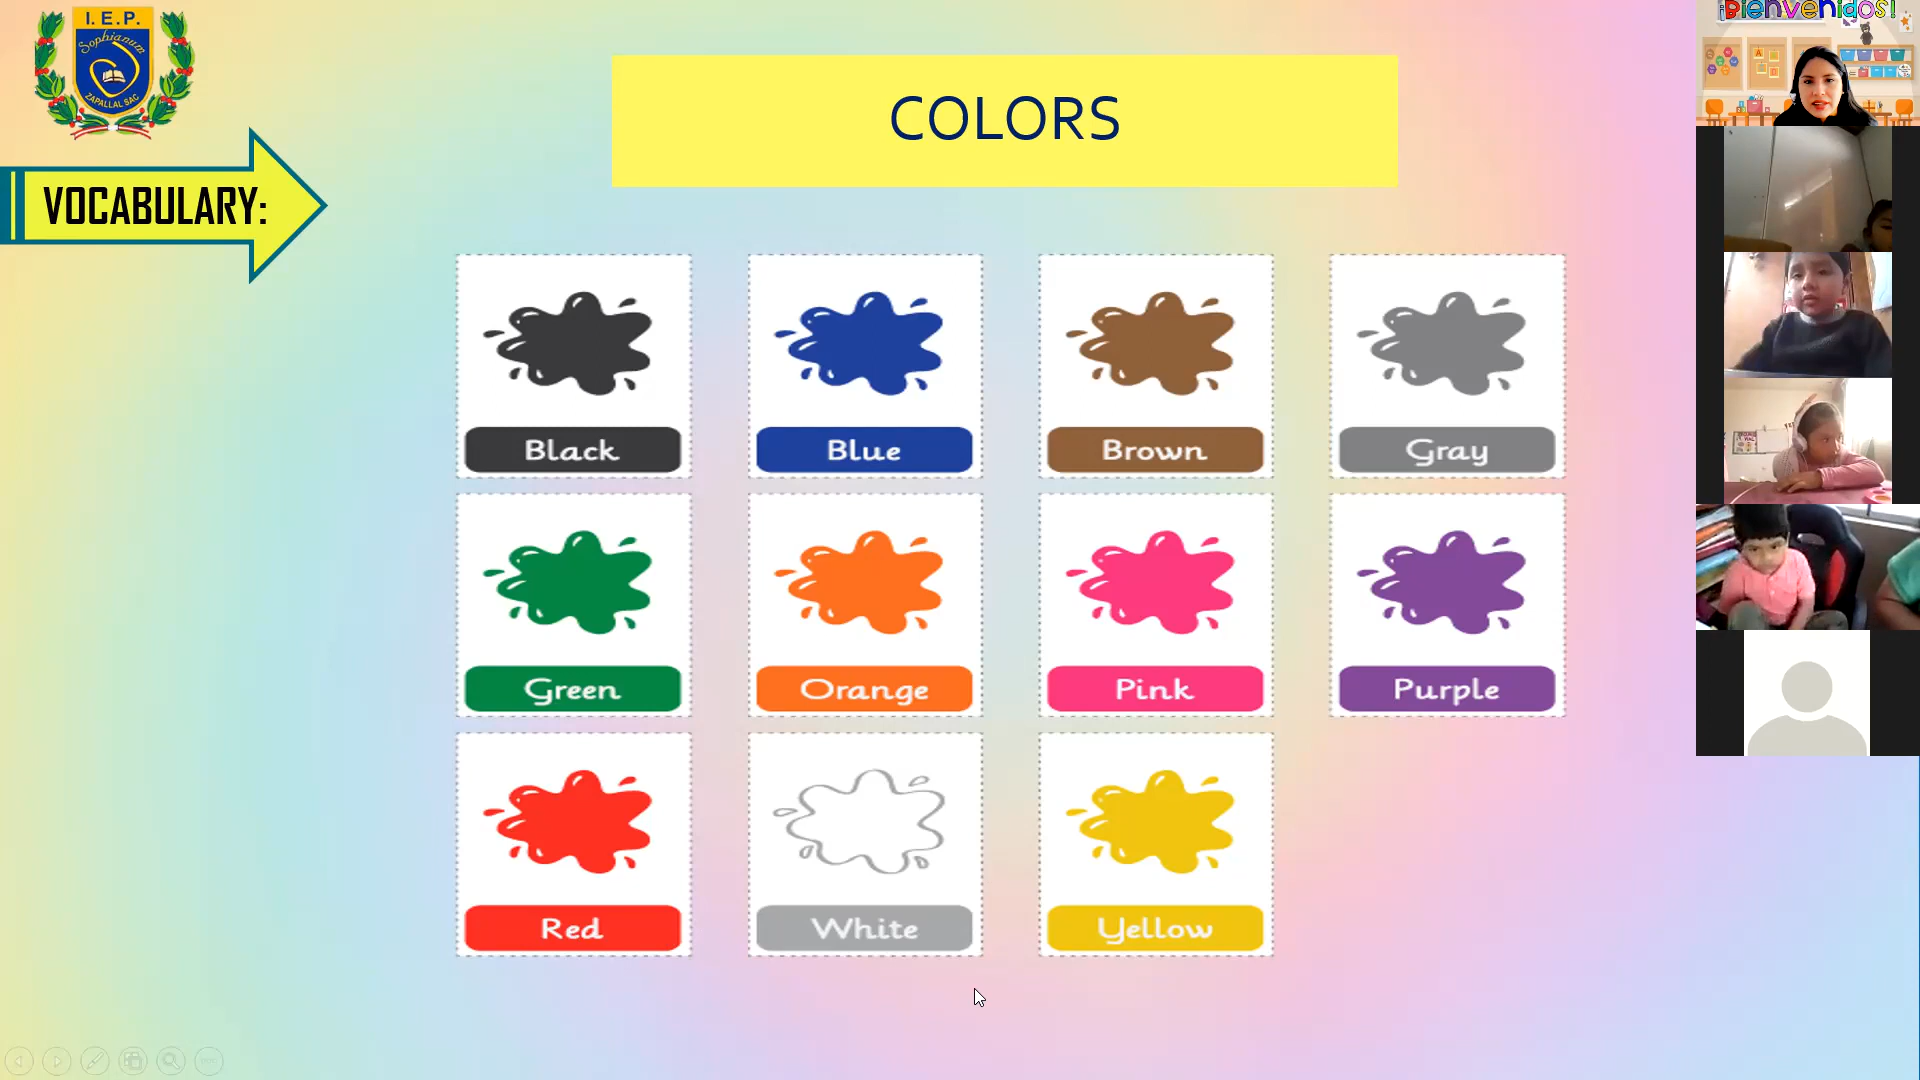 I.E.P.
Sophianum
ZAPALLAL SAC
VOCABULARY:
COLORS
Black
Blue
Brown
Gray
Green
Orange
Pink
Purple
Red
White
Yellow
¡Bienvenidos!